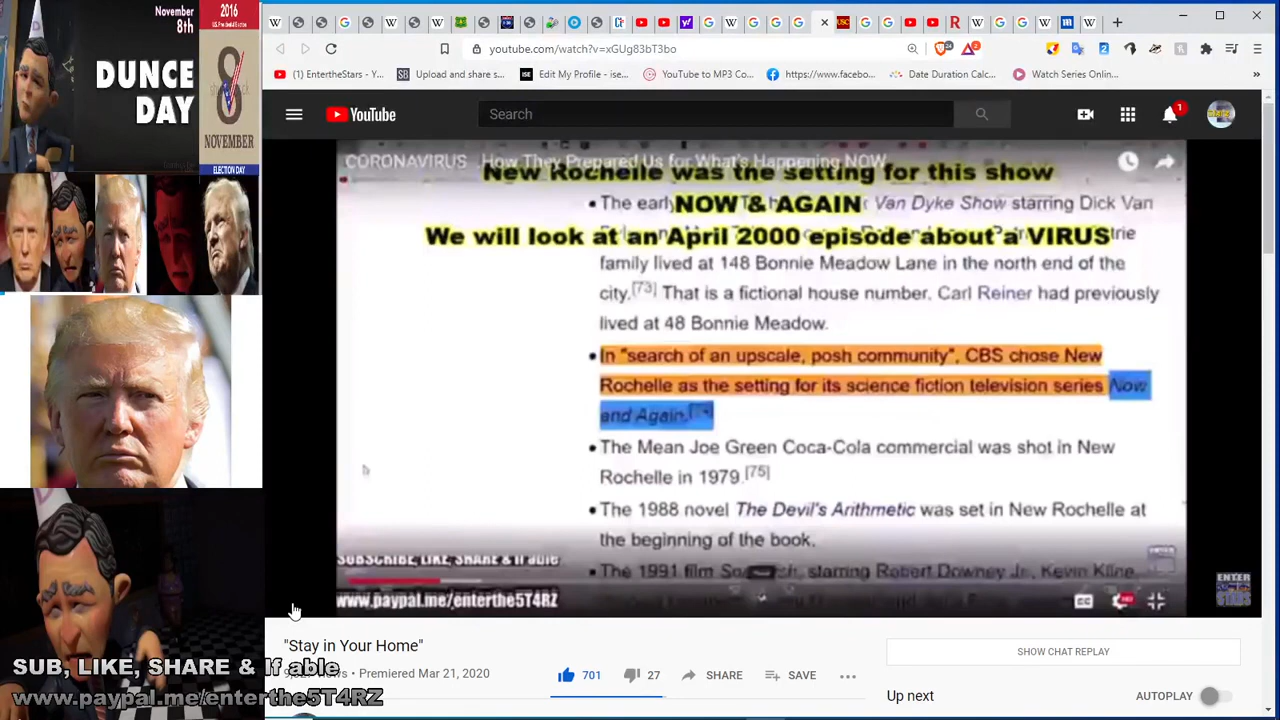 November
8th
DUNCE
DAY
2016
8
NOVEMBER
ELECTION DAY
youtube.com/watch?v=xGUg83bT3bo
(1) EntertheStars - Y...
Upload and share s...
Edit My Profile - ise...
YouTube to MP3 Co...
https://www.facebo...
Date Duration Calc...
Watch Series Online...
YouTube
Search
1
CORONAVIRUS How They Prepared Us for What's Happening NOW
New Rochelle was the setting for this show
• The early Van Dyke Show starring Dick Van
NOW & AGAIN
We will look at an April 2000 episode about a VIRUS
family lived at 148 Bonnie Meadow Lane in the north end of the
city.[73] That is a fictional house number. Carl Reiner had previously
lived at 48 Bonnie Meadow.
• In "search of an upscale, posh community", CBS chose New
Rochelle as the setting for its science fiction television series Now
and Again.
• The Mean Joe Green Coca-Cola commercial was shot in New
Rochelle in 1979.[75]
• The 1988 novel The Devil's Arithmetic was set in New Rochelle at
the beginning of the book.
• The 1991 film starring Robert Downey Jr., Kevin Kline,
SUBSCRIBE, LIKE, SHARE & If able
www.paypal.me/enterthe5T4RZ
CC
HD
ENTER
THE
STARS
"Stay in Your Home"
views • Premiered Mar 21, 2020
701
27
SHARE
SAVE
SHOW CHAT REPLAY
Up next
AUTOPLAY
SUB, LIKE, SHARE & If able
www.paypal.me/enterthe5T4RZ